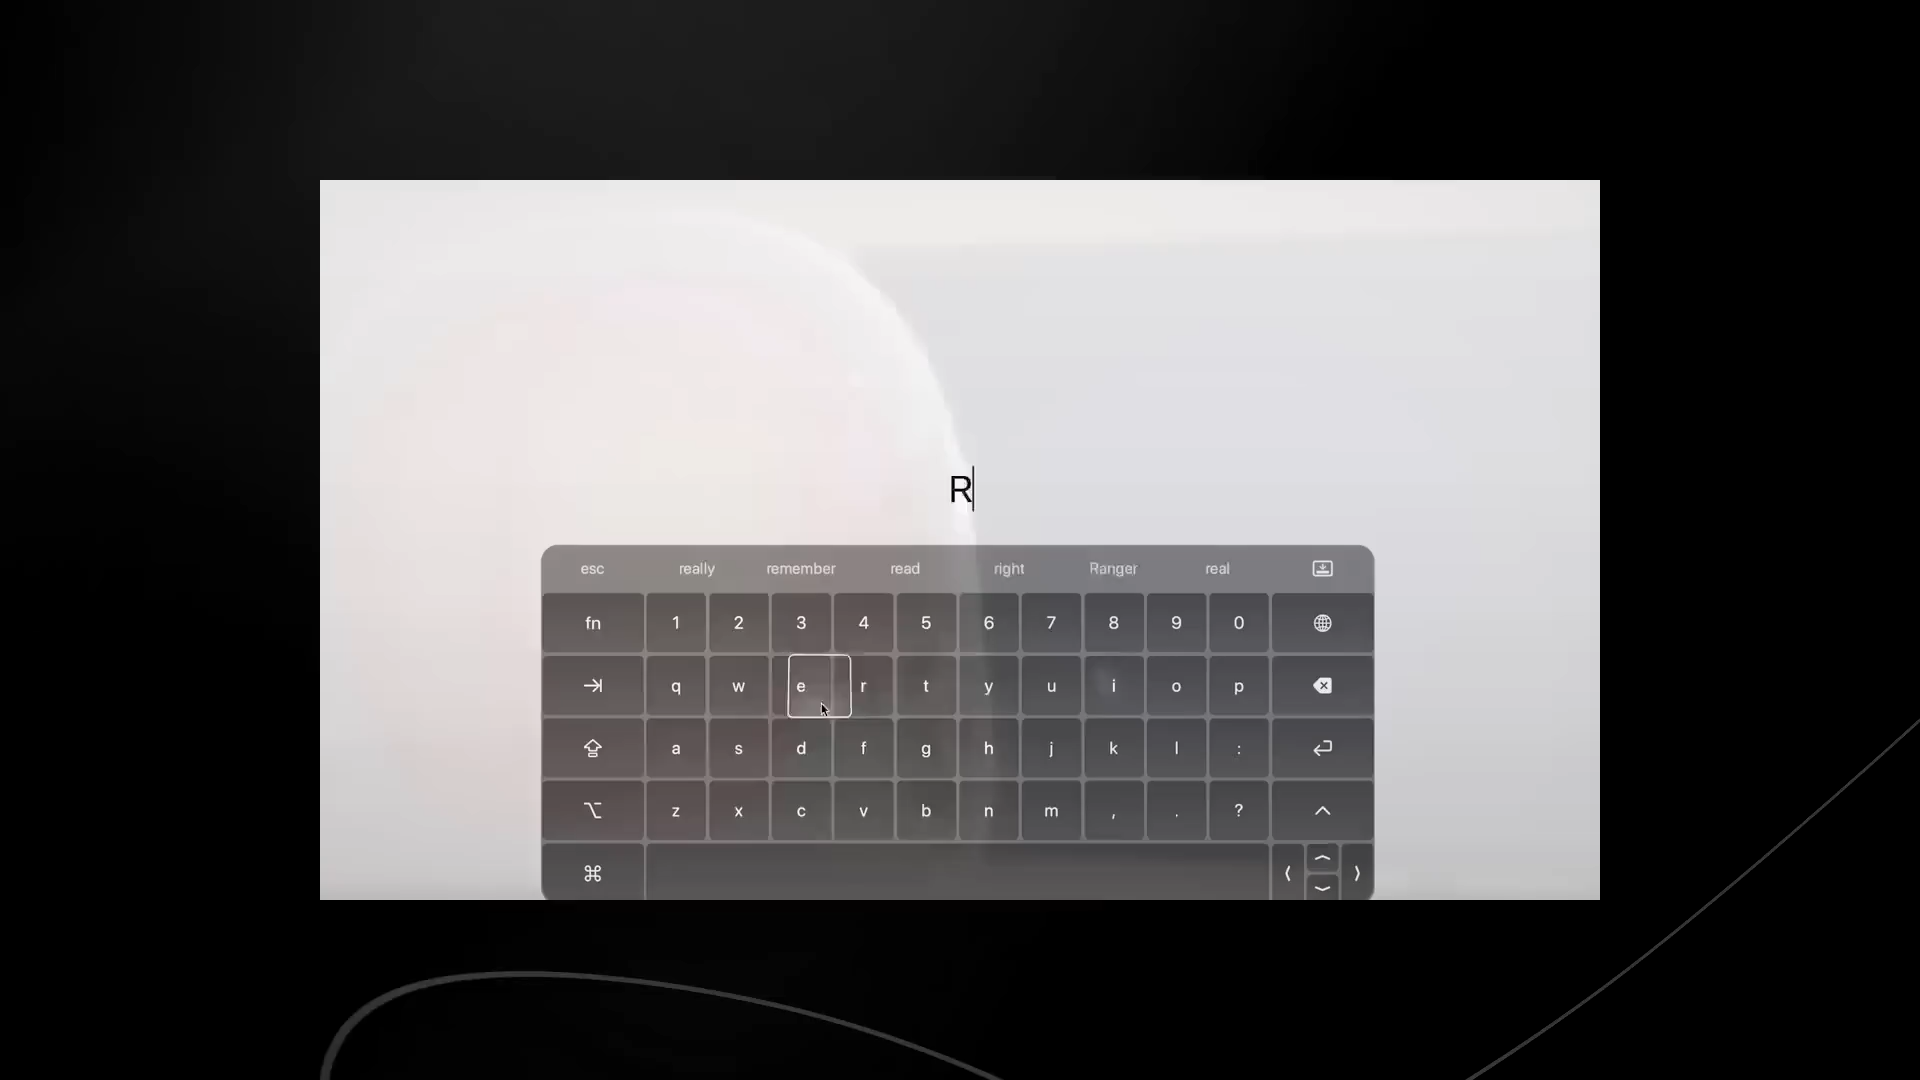 R
esc really remember read right Ranger real
fn 1 2 3 4 5 6 7 8 9 0
q w e r t y u i o p
a s d f g h j k l :
z x c v b n m , . ?